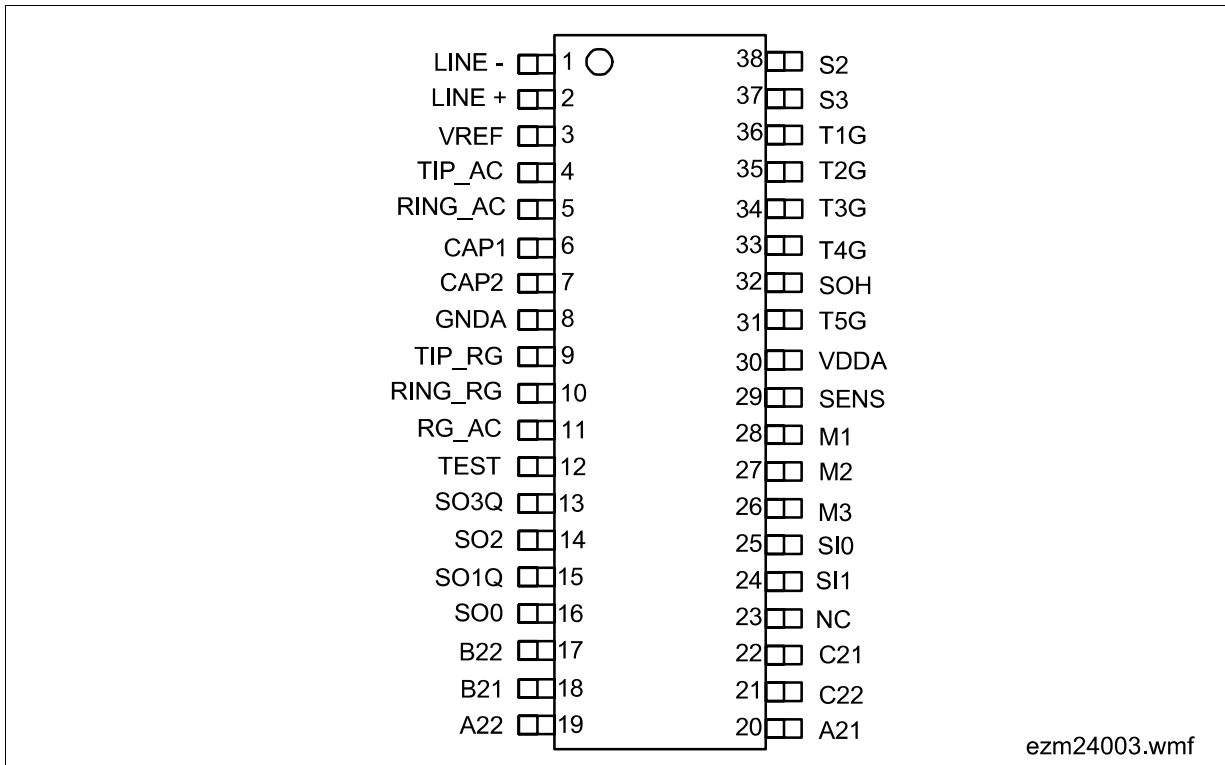 LINE - 1 38 S2
LINE + 2 37 S3
VREF 3 36 T1G
TIP_AC 4 35 T2G
RING_AC 5 34 T3G
CAP1 6 33 T4G
CAP2 7 32 SOH
GNDA 8 31 T5G
TIP_RG 9 30 VDDA
RING_RG 10 29 SENS
RG_AC 11 28 M1
TEST 12 27 M2
SO3Q 13 26 M3
SO2 14 25 SI0
SO1Q 15 24 SI1
SO0 16 23 NC
B22 17 22 C21
B21 18 21 C22
A22 19 20 A21
ezm24003.wmf